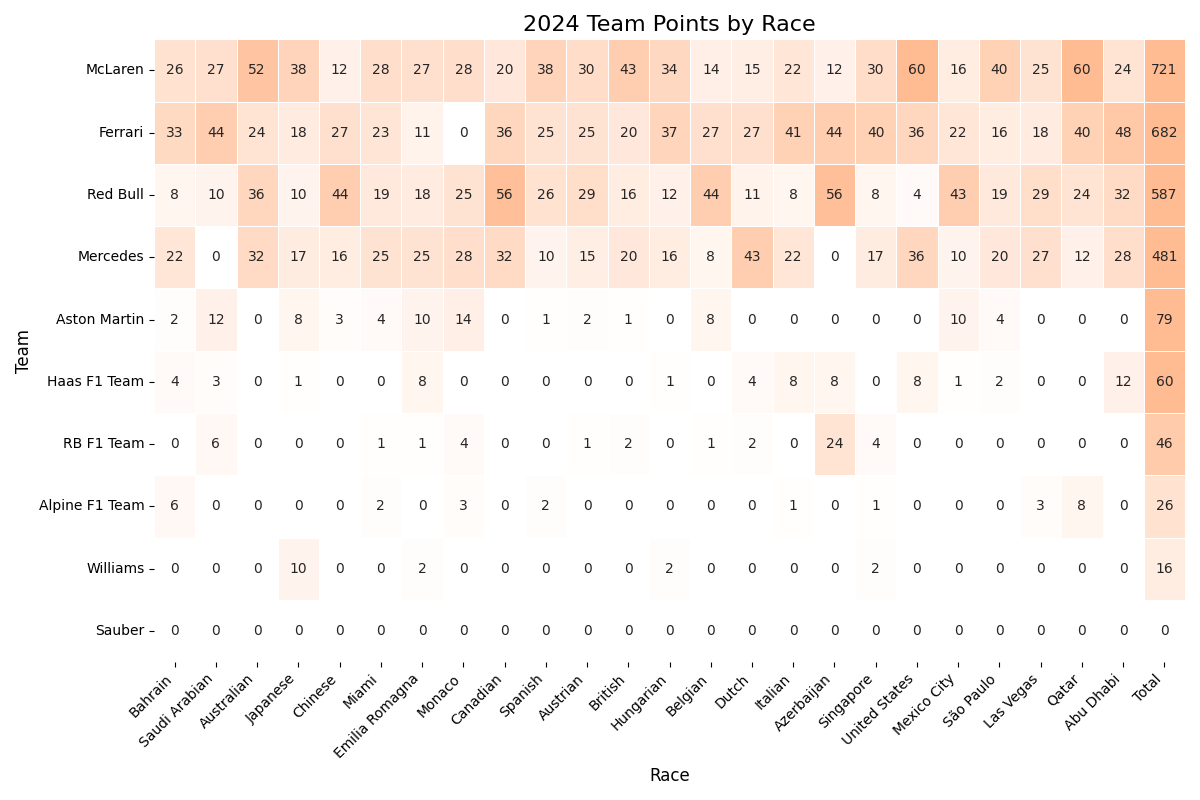 2024 Team Points by Race
Team
McLaren 26 27 52 38 12 28 27 28 20 38 30 43 34 14 15 22 12 30 60 16 40 25 60 24 721
Ferrari 33 44 24 18 27 23 11 0 36 25 25 20 37 27 27 41 44 40 36 22 16 18 40 48 682
Red Bull 8 10 36 10 44 19 18 25 56 26 29 16 12 44 11 8 56 8 4 43 19 29 24 32 587
Mercedes 22 0 32 17 16 25 25 28 32 10 15 20 16 8 43 22 0 17 36 10 20 27 12 28 481
Aston Martin 2 12 0 8 3 4 10 14 0 1 2 1 0 8 0 0 0 0 0 10 4 0 0 0 79
Haas F1 Team 4 3 0 1 0 0 8 0 0 0 0 0 1 0 4 8 8 0 8 1 2 0 0 12 60
RB F1 Team 0 6 0 0 0 1 1 4 0 0 1 2 0 1 2 0 24 4 0 0 0 0 0 0 46
Alpine F1 Team 6 0 0 0 0 2 0 3 0 2 0 0 0 0 0 1 0 1 0 0 0 3 8 0 26
Williams 0 0 0 10 0 0 2 0 0 0 0 0 2 0 0 0 0 2 0 0 0 0 0 0 16
Sauber 0 0 0 0 0 0 0 0 0 0 0 0 0 0 0 0 0 0 0 0 0 0 0 0 0
Bahrain
Saudi Arabian
Australian
Japanese
Chinese
Miami
Emilia Romagna
Monaco
Canadian
Spanish
Austrian
British
Hungarian
Belgian
Dutch
Italian
Azerbaijan
Singapore
United States
Mexico City
São Paulo
Las Vegas
Qatar
Abu Dhabi
Total
Race